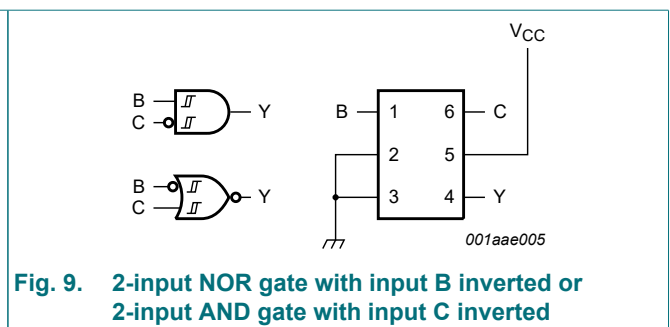 VCC
B
C
Y
B 1 6 C
2 5
3 4 Y
B
C
Y
001aae005
Fig. 9. 2-input NOR gate with input B inverted or
2-input AND gate with input C inverted